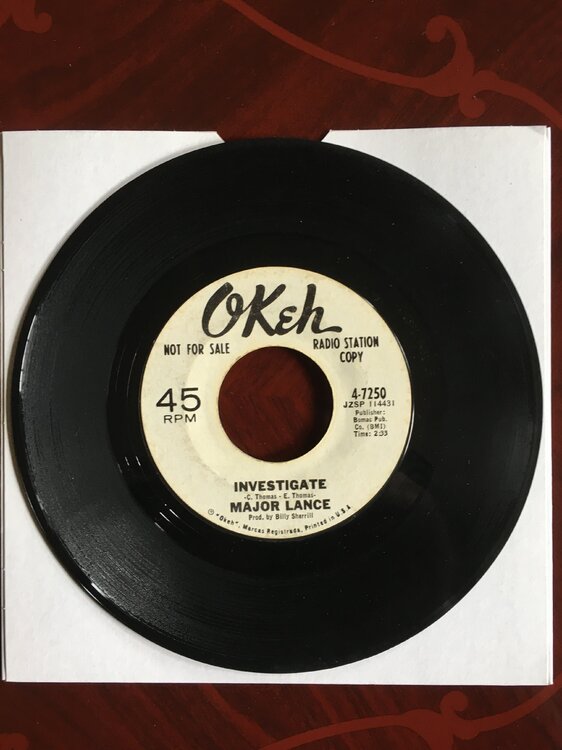 OKeh
NOT FOR SALE
RADIO STATION
COPY
45
RPM
4-7250
JZSP 114431
Publisher:
Bomas Pub.
Co. (BMI)
Time: 2:33
INVESTIGATE
-C. Thomas - E. Thomas-
MAJOR LANCE
Prod. by Billy Sherrill
℗ "Okeh", Marcas Registrada, Printed in U.S.A.